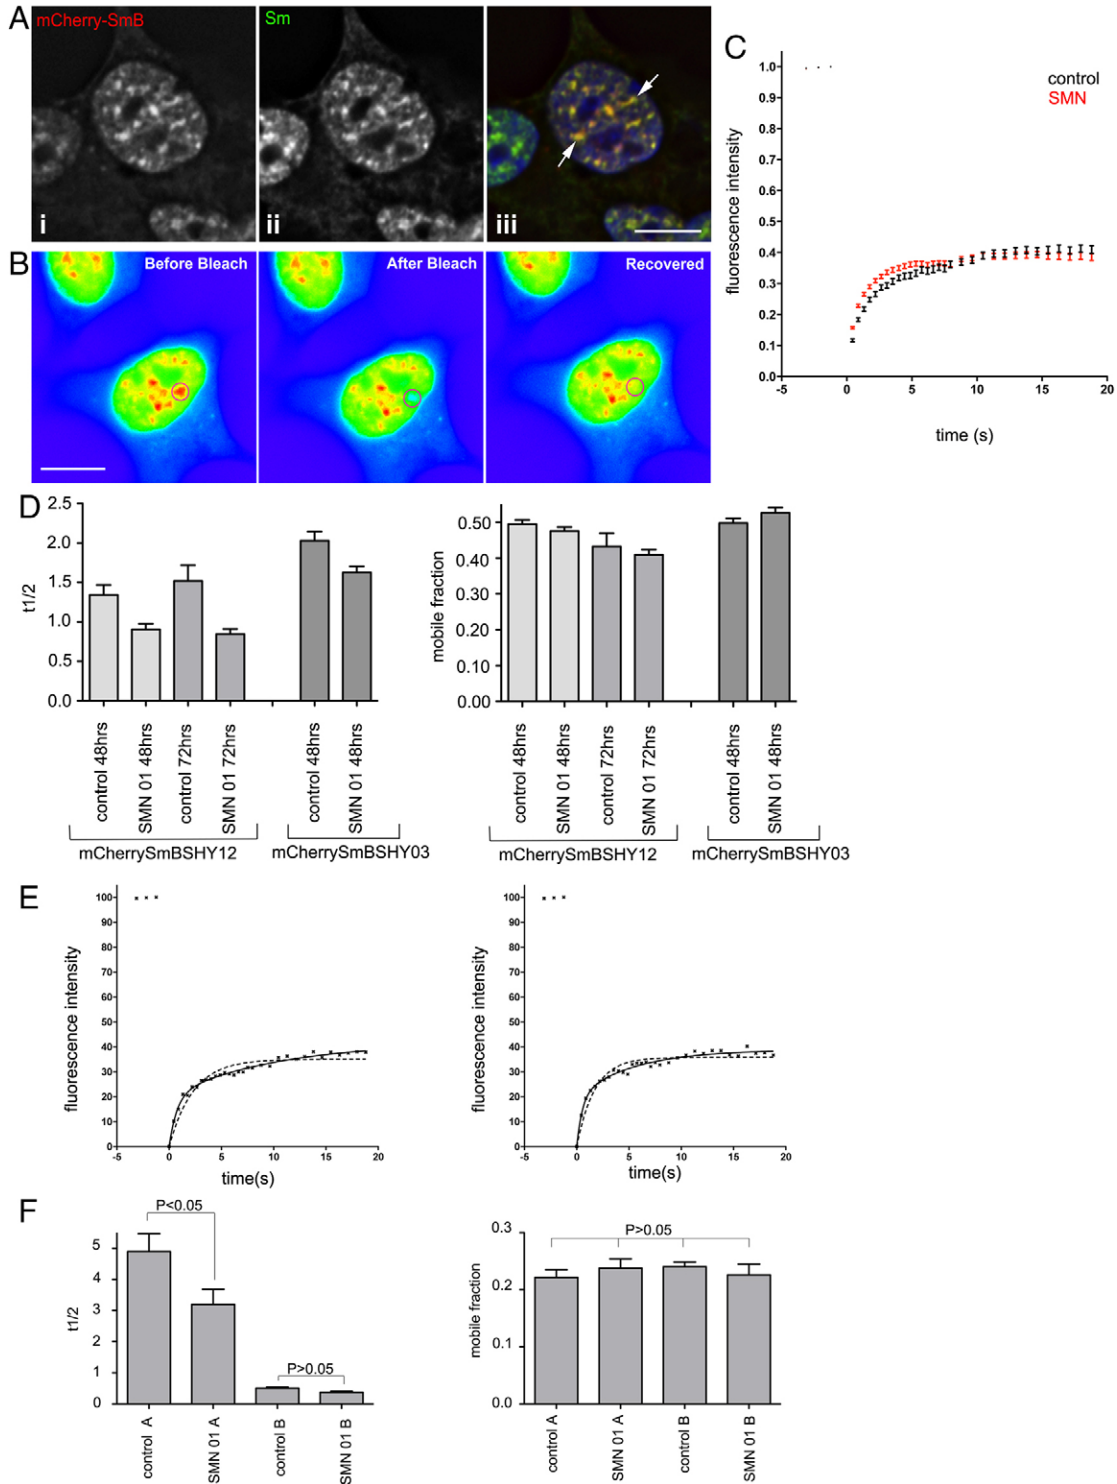 A
mCherry-SmB
Sm
i
ii
iii
B
Before Bleach
After Bleach
Recovered
C
fluorescence intensity
1.0
0.9
0.8
0.7
0.6
0.5
0.4
0.3
0.2
0.1
0.0
-5
0
5
10
15
20
time (s)
control
SMN
D
t1/2
2.5
2.0
1.5
1.0
0.5
0.0
control 48hrs
SMN 01 48hrs
control 72hrs
SMN 01 72hrs
control 48hrs
SMN 01 48hrs
mCherrySmBSHY12
mCherrySmBSHY03
mobile fraction
0.50
0.40
0.30
0.20
0.10
0.00
control 48hrs
SMN 01 48hrs
control 72hrs
SMN 01 72hrs
control 48hrs
SMN 01 48hrs
mCherrySmBSHY12
mCherrySmBSHY03
E
fluorescence intensity
100
90
80
70
60
50
40
30
20
10
0
-5
0
5
10
15
20
time(s)
fluorescence intensity
100
90
80
70
60
50
40
30
20
10
0
-5
0
5
10
15
20
time(s)
F
t1/2
5
4
3
2
1
0
P<0.05
P>0.05
control A
SMN 01 A
control B
SMN 01 B
mobile fraction
0.3
0.2
0.1
0.0
P>0.05
control A
SMN 01 A
control B
SMN 01 B